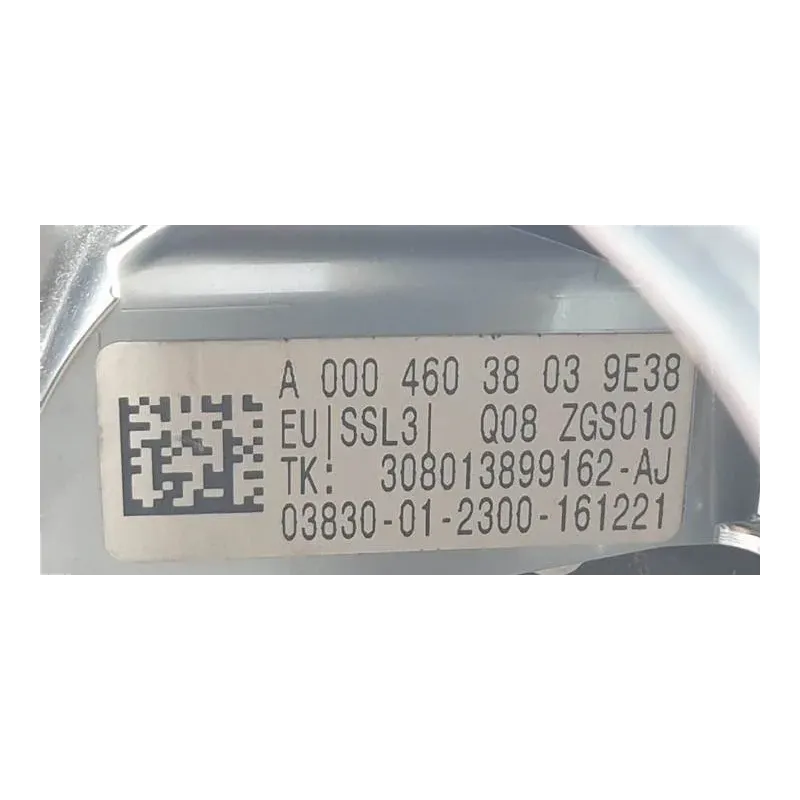 A 000 460 38 03 9E38
EU|SSL3| Q08 ZGS010
TK: 308013899162-AJ
03830-01-2300-161221